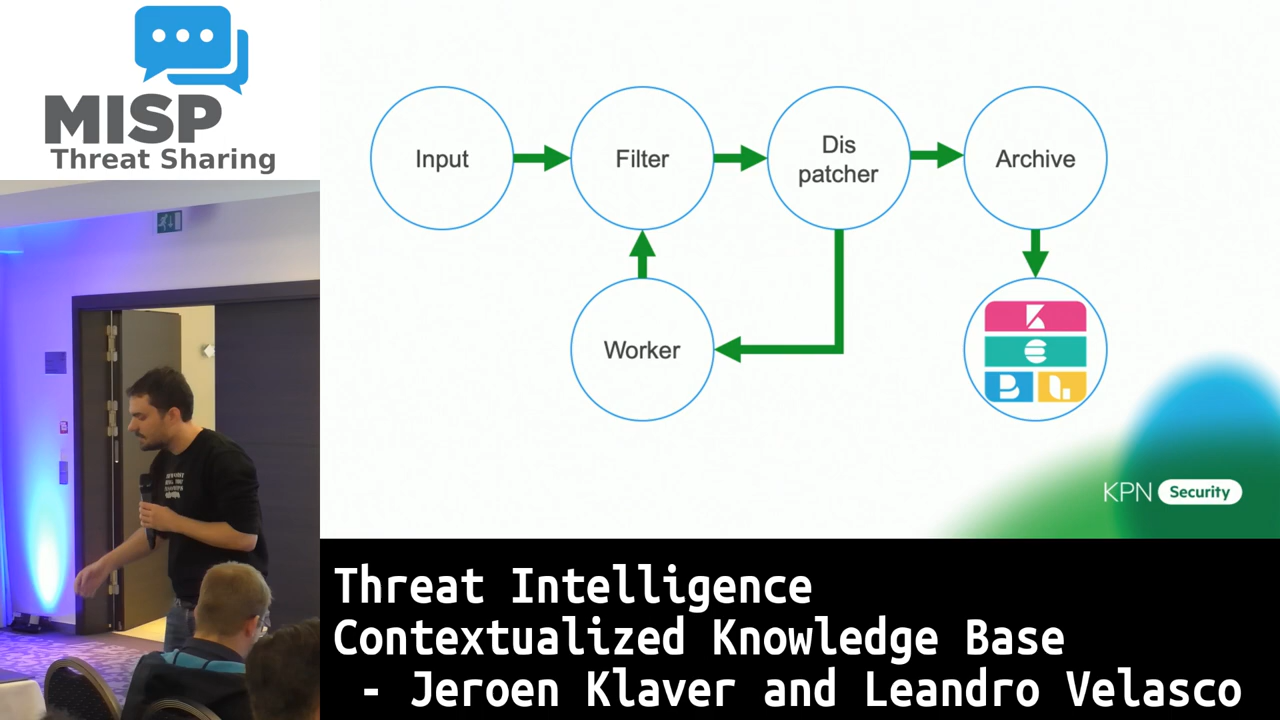 MISP
Threat Sharing
Input
Filter
Dis
patcher
Archive
Worker
KPN Security
Threat Intelligence
Contextualized Knowledge Base
- Jeroen Klaver and Leandro Velasco